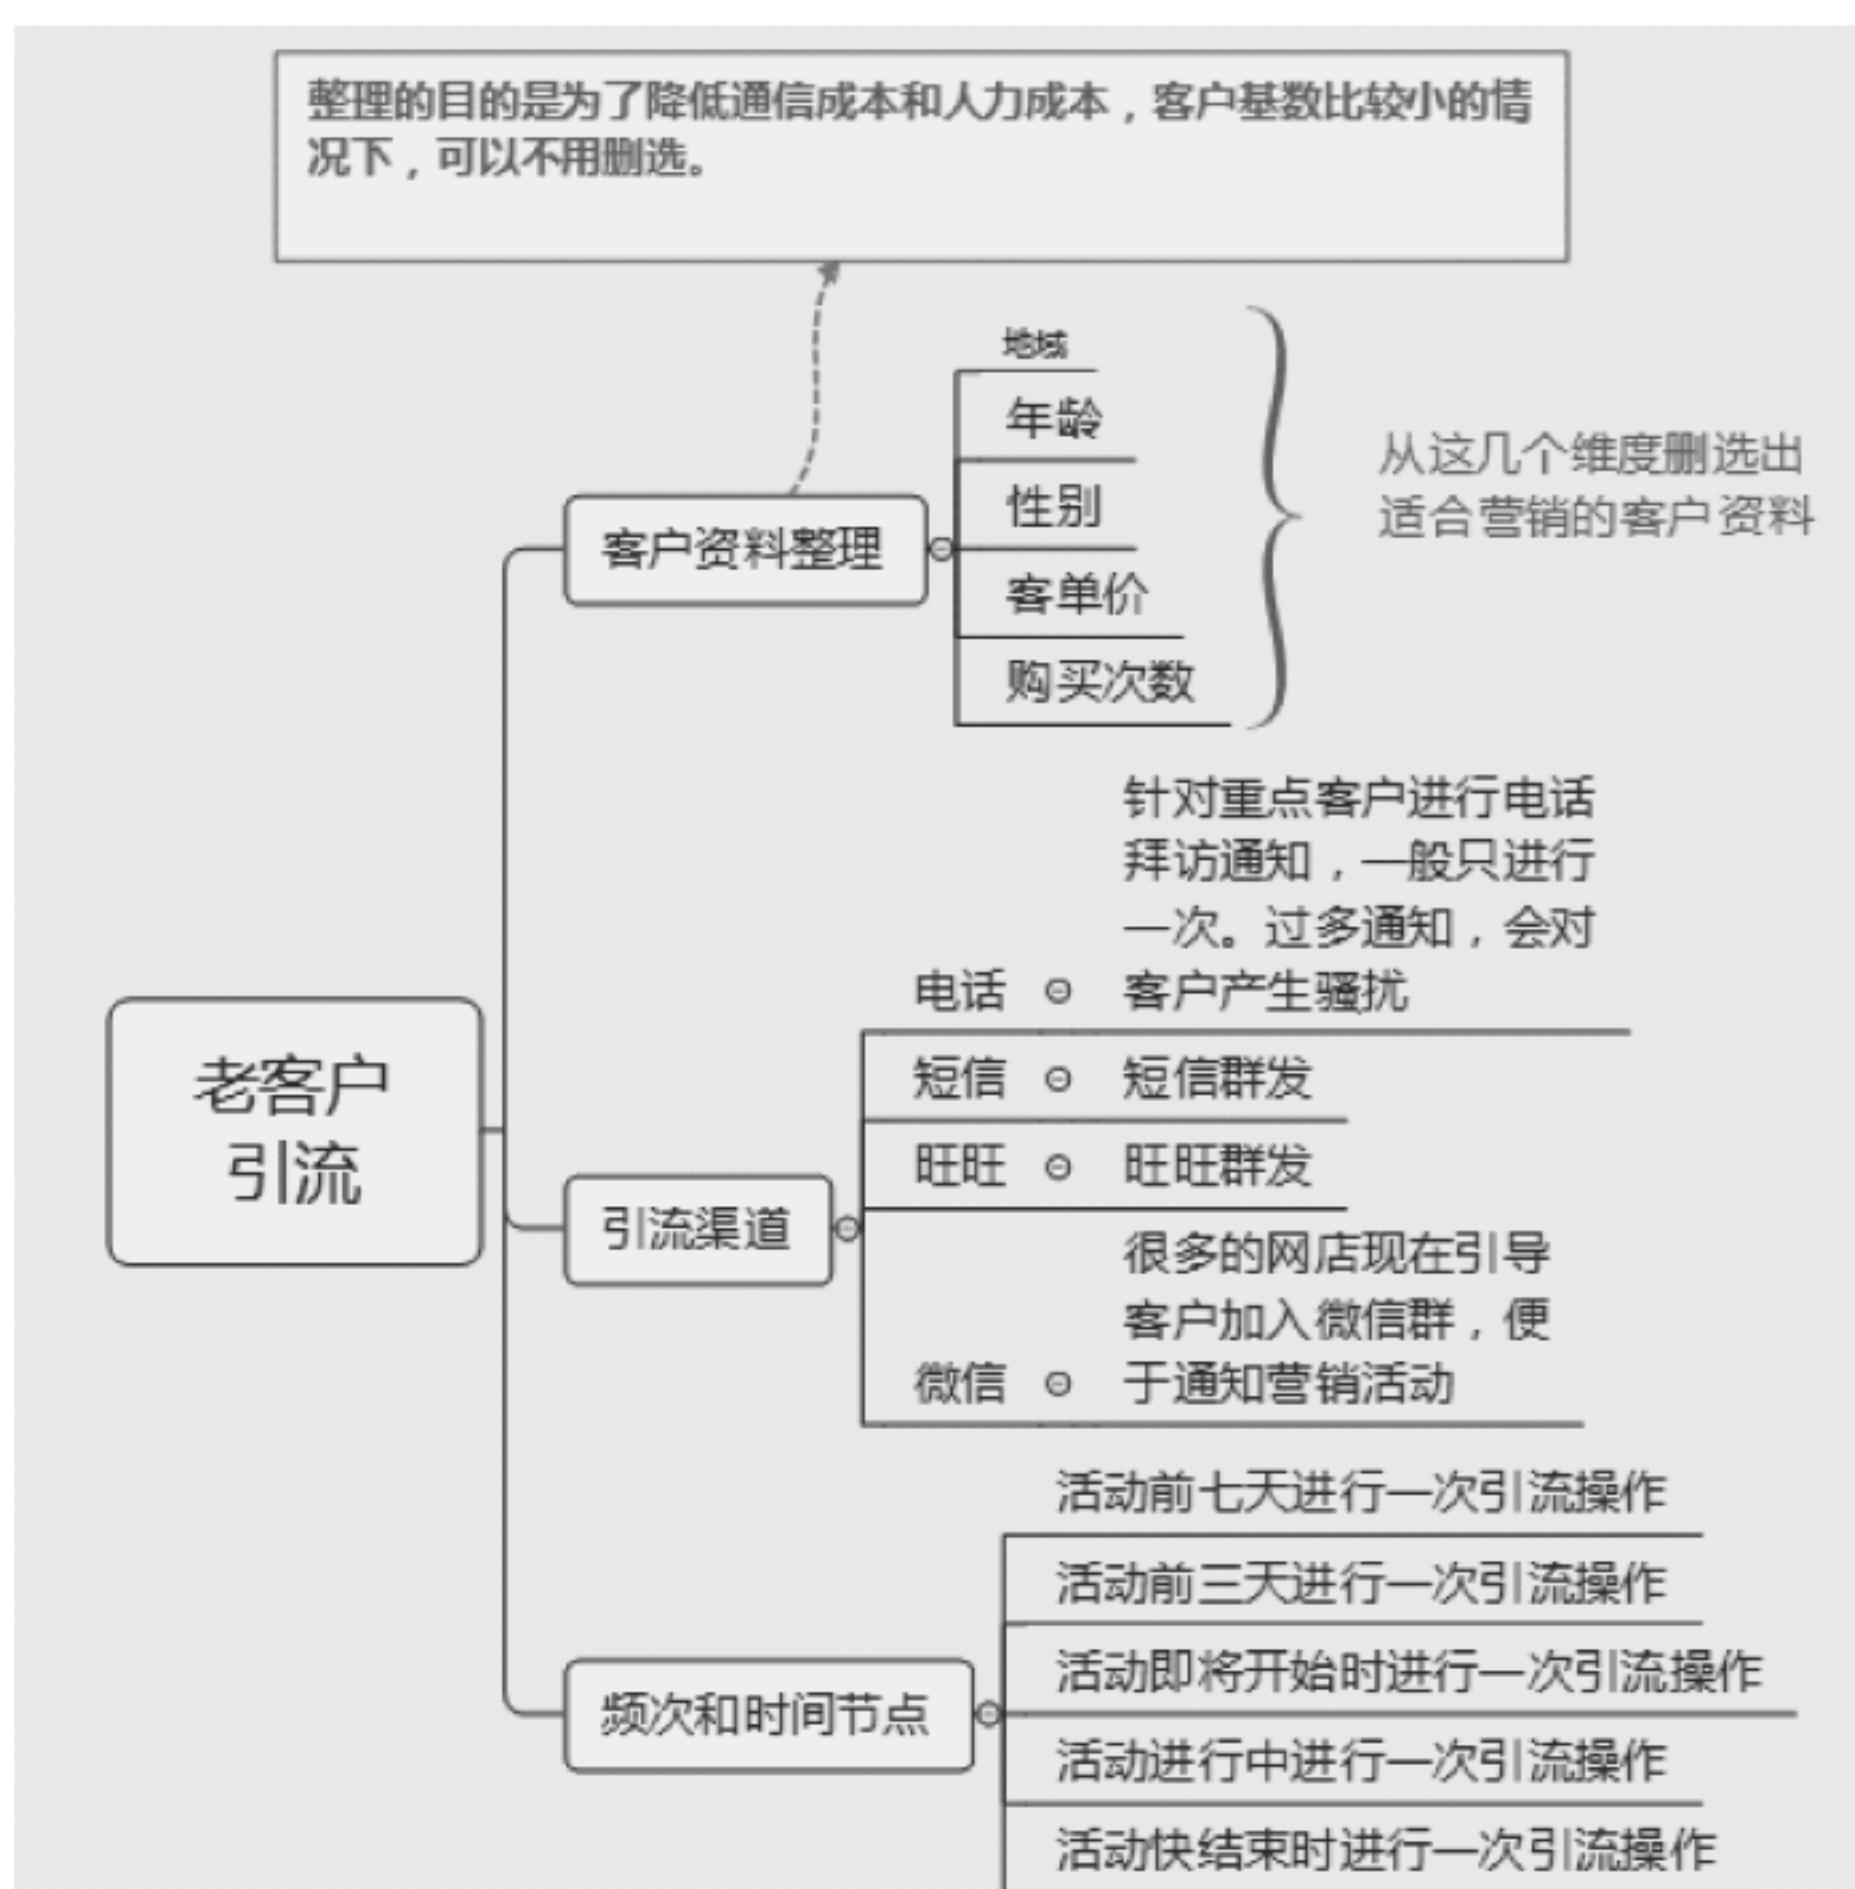 整理的目的是为了降低通信成本和人力成本，客户基数比较小的情
况下，可以不用删选。
地域
年龄
性别
客单价
购买次数
从这几个维度删选出
适合营销的客户资料
客户资料整理
老客户
引流
引流渠道
电话
针对重点客户进行电话
拜访通知，一般只进行
一次。过多通知，会对
客户产生骚扰
短信
短信群发
旺旺
旺旺群发
微信
很多的网店现在引导
客户加入微信群，便
于通知营销活动
频次和时间节点
活动前七天进行一次引流操作
活动前三天进行一次引流操作
活动即将开始时进行一次引流操作
活动进行中进行一次引流操作
活动快结束时进行一次引流操作